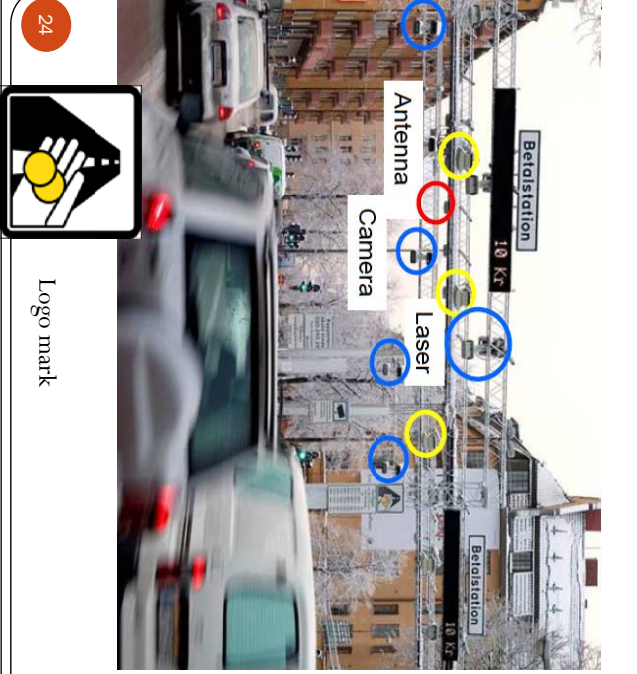 Betalstation
10 Kr
Antenna
Camera
Laser
Betalstation
10 Kr
Logo mark
24